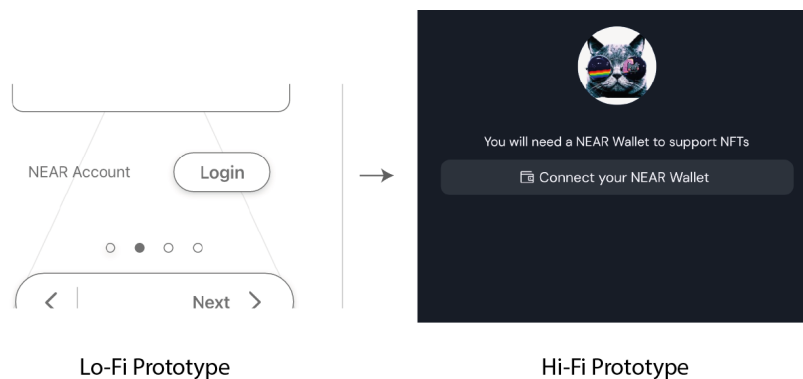 NEAR Account
Login
Next
You will need a NEAR Wallet to support NFTs
Connect your NEAR Wallet
Lo-Fi Prototype
Hi-Fi Prototype